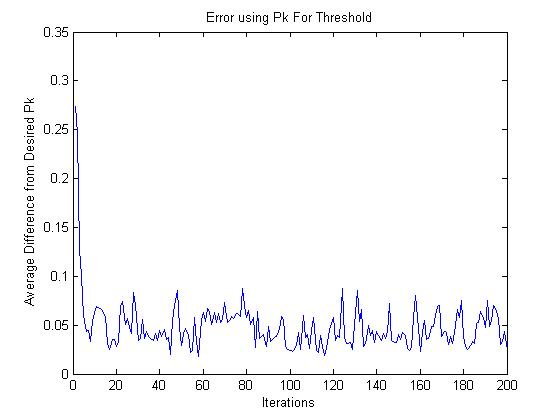 Error using Pk For Threshold
0.35
0.3
0.25
0.2
0.15
0.1
0.05
0
Average Difference from Desired Pk
0 20 40 60 80 100 120 140 160 180 200
Iterations